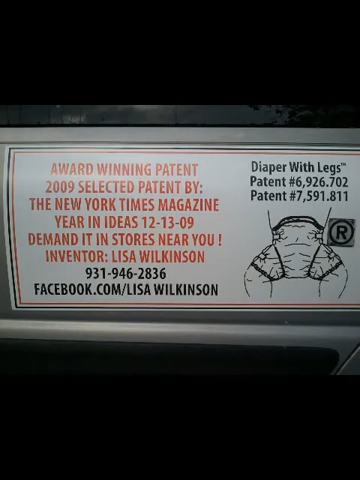 AWARD WINNING PATENT
2009 SELECTED PATENT BY:
THE NEW YORK TIMES MAGAZINE
YEAR IN IDEAS 12-13-09
DEMAND IT IN STORES NEAR YOU !
INVENTOR: LISA WILKINSON
931-946-2836
FACEBOOK.COM/LISA WILKINSON
Diaper With Legs™
Patent #6,926.702
Patent #7,591.811
®